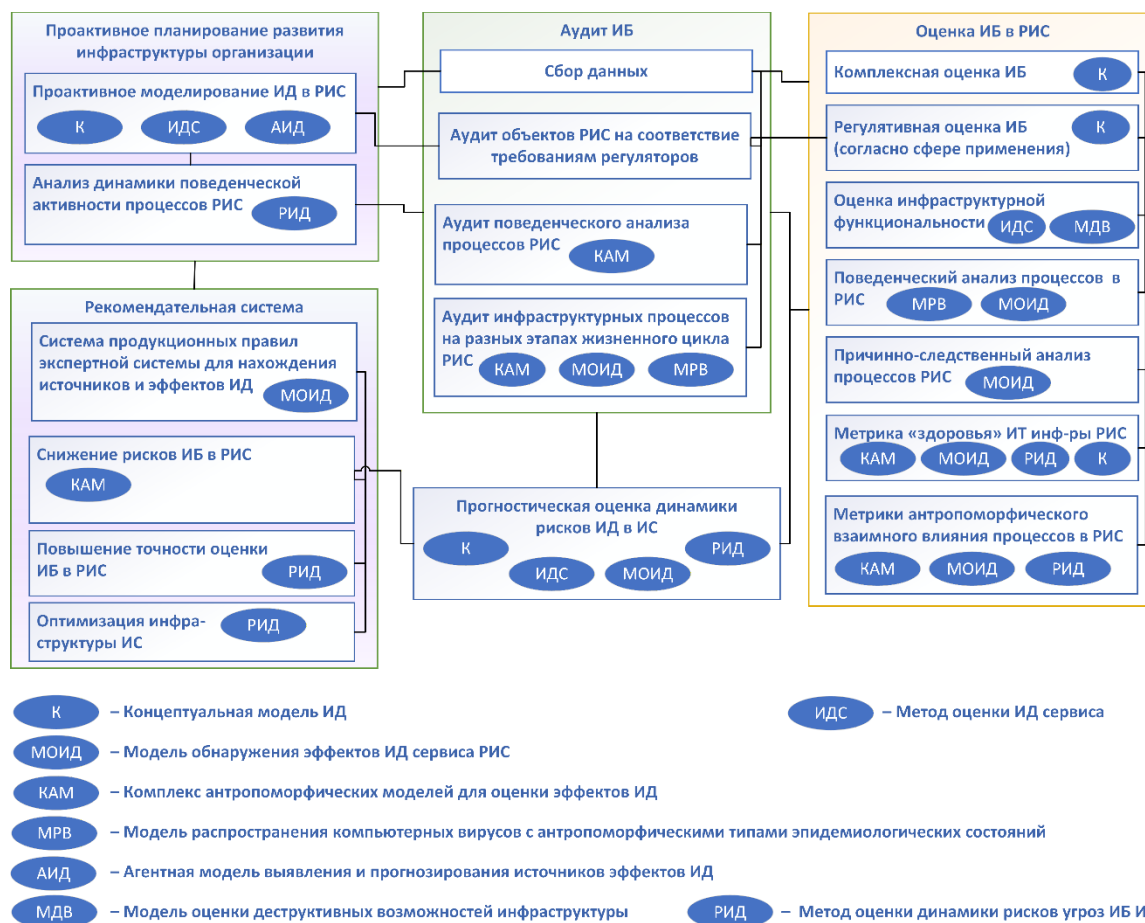 Проактивное планирование развития
инфраструктуры организации
Проактивное моделирование ИД в РИС
К
ИДС
АИД
Анализ динамики поведенческой
активности процессов РИС
РИД
Рекомендательная система
Система продукционных правил
экспертной системы для нахождения
источников и эффектов ИД
МОИД
Снижение рисков ИБ в РИС
КАМ
Повышение точности оценки
ИБ в РИС
РИД
Оптимизация инфра-
структуры ИС
РИД
Аудит ИБ
Сбор данных
Аудит объектов РИС на соответствие
требованиям регуляторов
Аудит поведенческого анализа
процессов РИС
КАМ
Аудит инфраструктурных процессов
на разных этапах жизненного цикла
РИС
КАМ
МОИД
МРВ
Прогностическая оценка динамики
рисков ИД в ИС
К
ИДС
МОИД
РИД
Оценка ИБ в РИС
Комплексная оценка ИБ
К
Регулятивная оценка ИБ
(согласно сфере применения)
К
Оценка инфраструктурной
функциональности
ИДС
МДВ
Поведенческий анализ процессов в
РИС
МРВ
МОИД
Причинно-следственный анализ
процессов РИС
МОИД
Метрика «здоровья» ИТ инф-ры РИС
КАМ
МОИД
РИД
К
Метрики антропоморфического
взаимного влияния процессов в РИС
КАМ
МОИД
РИД
К – Концептуальная модель ИД
ИДС – Метод оценки ИД сервиса
МОИД – Модель обнаружения эффектов ИД сервиса РИС
КАМ – Комплекс антропоморфических моделей для оценки эффектов ИД
МРВ – Модель распространения компьютерных вирусов с антропоморфическими типами эпидемиологических состояний
АИД – Агентная модель выявления и прогнозирования источников эффектов ИД
МДВ – Модель оценки деструктивных возможностей инфраструктуры
РИД – Метод оценки динамики рисков угроз ИБ